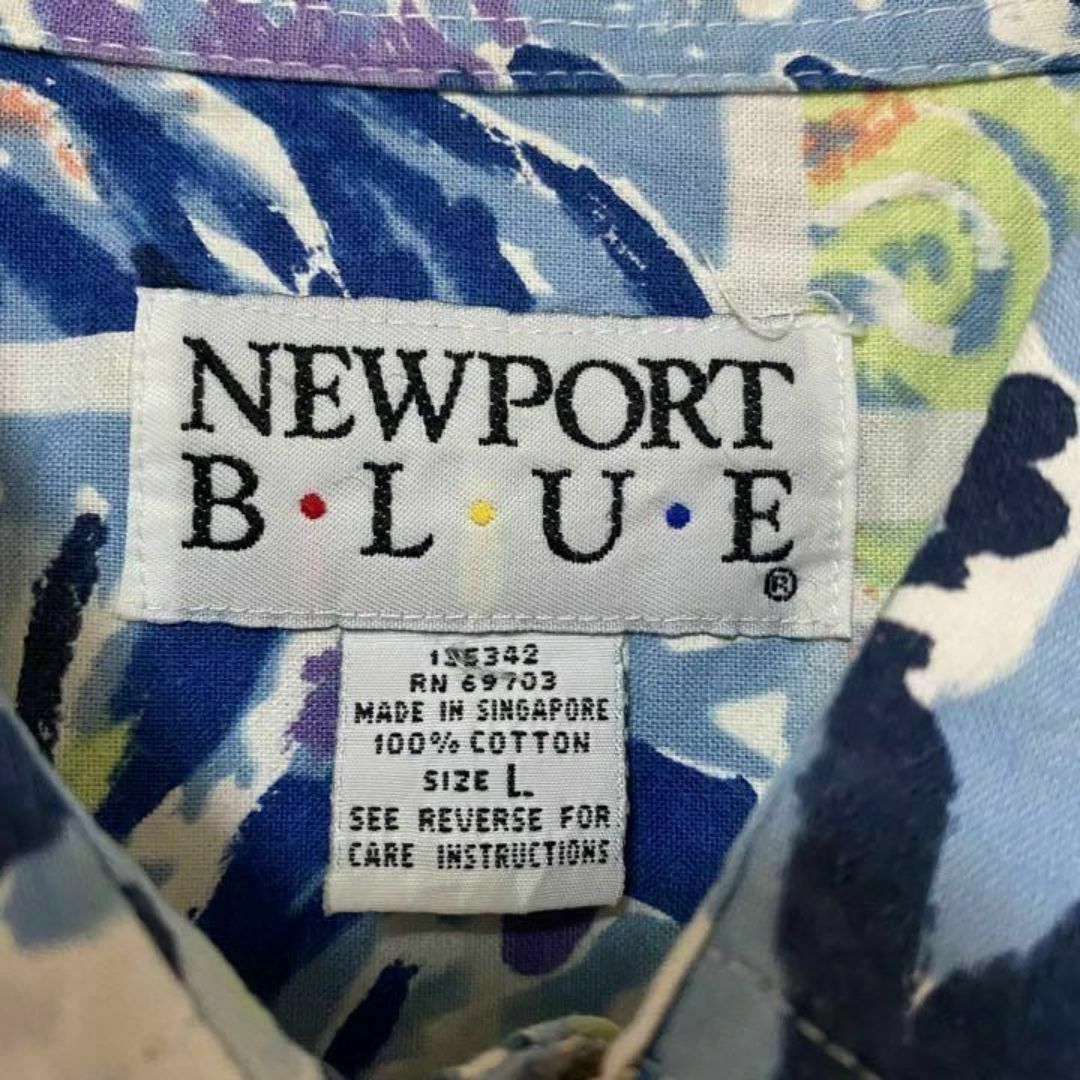 NEWPORT
B·L·U·E
®
RN 69703
MADE IN SINGAPORE
100% COTTON
SIZE L
SEE REVERSE FOR
CARE INSTRUCTIONS